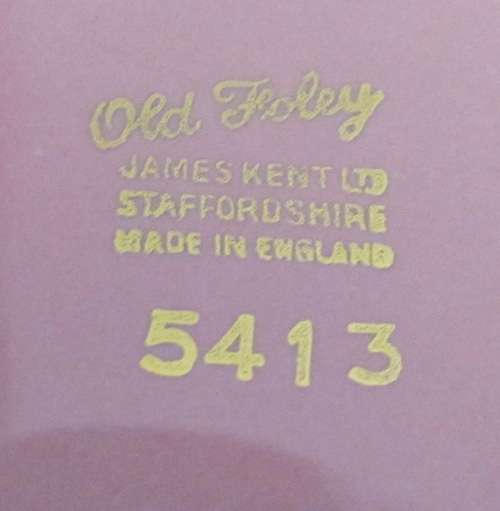 Old Foley
JAMES KENT LTD
STAFFORDSHIRE
MADE IN ENGLAND
5413